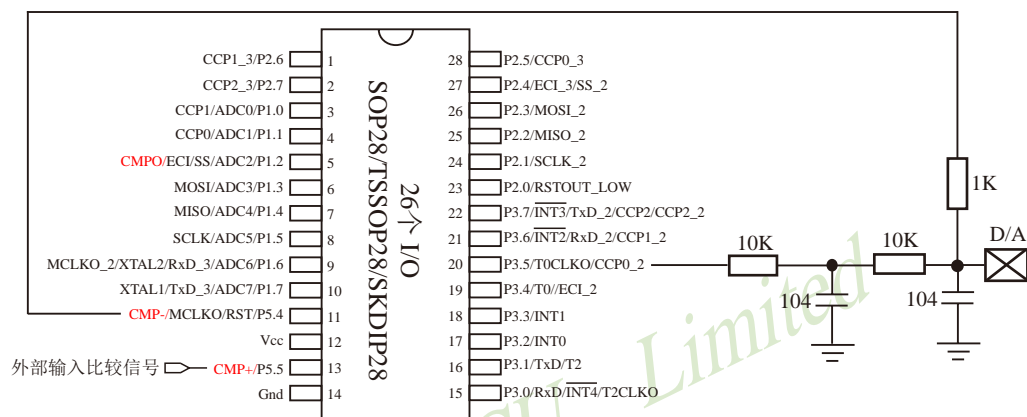 CCP1_3/P2.6
1
28
P2.5/CCP0_3
CCP2_3/P2.7
2
27
P2.4/ECI_3/SS_2
CCP1/ADC0/P1.0
3
26
P2.3/MOSI_2
CCP0/ADC1/P1.1
4
25
P2.2/MISO_2
CMPO/ECI/SS/ADC2/P1.2
5
24
P2.1/SCLK_2
MOSI/ADC3/P1.3
6
23
P2.0/RSTOUT_LOW
MISO/ADC4/P1.4
7
22
P3.7/INT3/TxD_2/CCP2/CCP2_2
SCLK/ADC5/P1.5
8
21
P3.6/INT2/RxD_2/CCP1_2
MCLKO_2/XTAL2/RxD_3/ADC6/P1.6
9
20
P3.5/T0CLKO/CCP0_2
XTAL1/TxD_3/ADC7/P1.7
10
19
P3.4/T0//ECI_2
CMP-/MCLKO/RST/P5.4
11
18
P3.3/INT1
Vcc
12
17
P3.2/INT0
外部输入比较信号
CMP+/P5.5
13
16
P3.1/TxD/T2
Gnd
14
15
P3.0/RxD/INT4/T2CLKO
SOP28/TSSOP28/SKDIP28
26个 I/O
1K
D/A
10K
10K
104
104
Limited